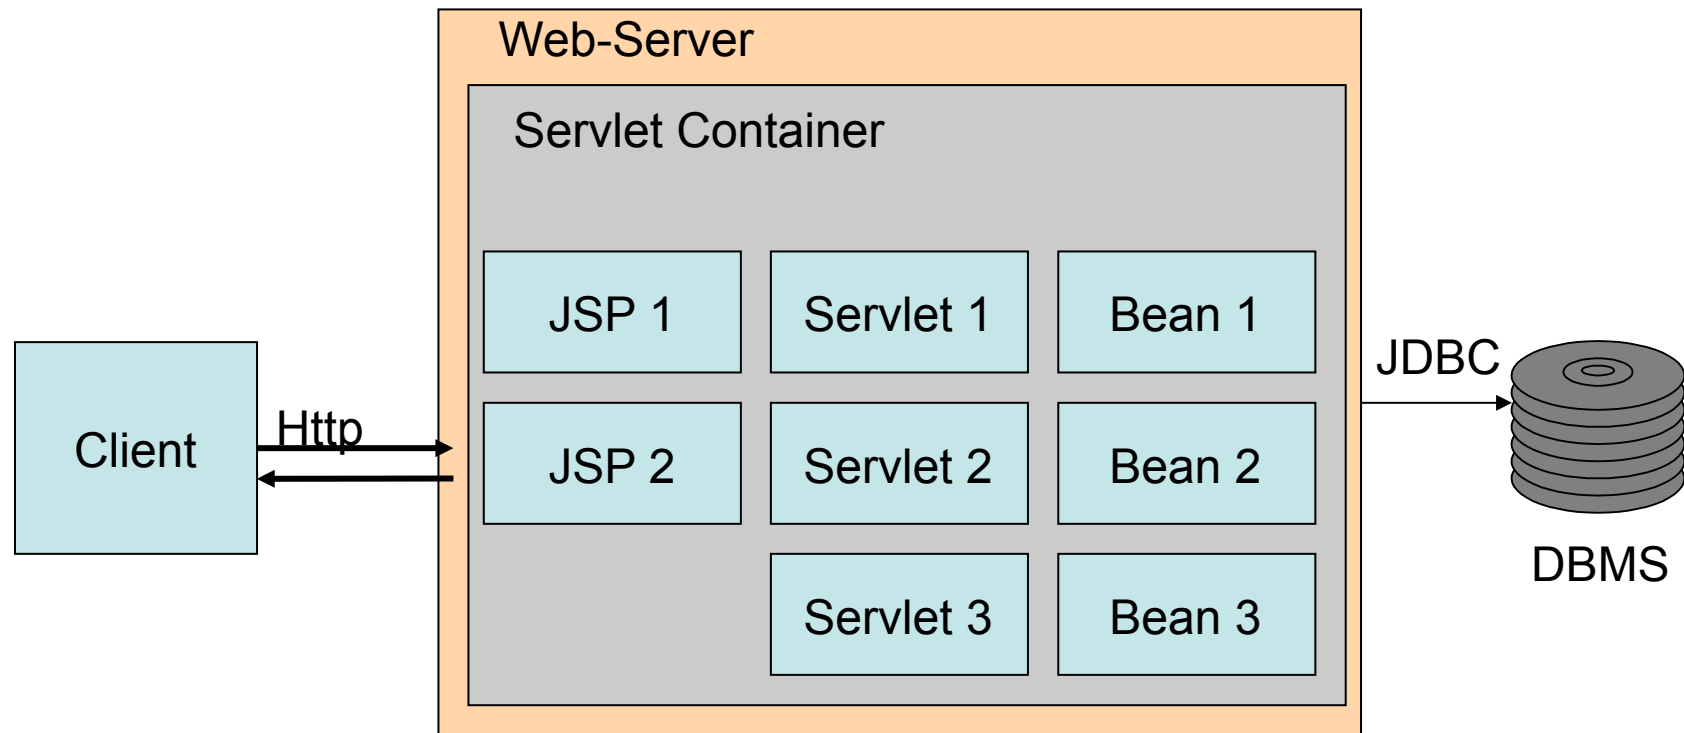 Web-Server
Servlet Container
JSP 1
Servlet 1
Bean 1
JDBC
Client
Http
JSP 2
Servlet 2
Bean 2
DBMS
Servlet 3
Bean 3